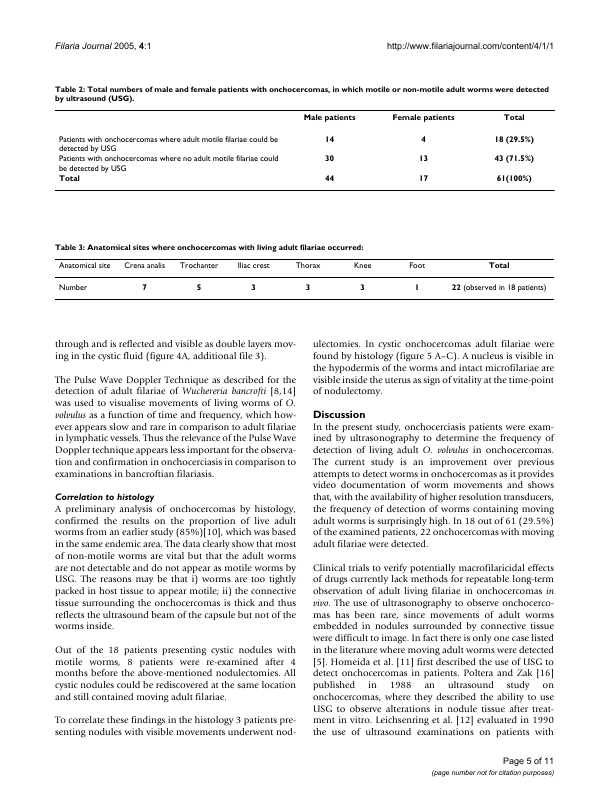 Filaria Journal 2005, 4:1 http://www.filariajournal.com/content/4/1/1
Table 2: Total numbers of male and female patients with onchocercomas, in which motile or non-motile adult worms were detected
by ultrasound (USG).
Male patients Female patients Total
Patients with onchocercomas where adult motile filariae could be
detected by USG
14 4 18 (29.5%)
Patients with onchocercomas where no adult motile filariae could
be detected by USG
30 13 43 (71.5%)
Total 44 17 61(100%)
Table 3: Anatomical sites where onchocercomas with living adult filariae occurred:
Anatomical site Crena analis Trochanter Iliac crest Thorax Knee Foot Total
Number 7 5 3 3 3 1 22 (observed in 18 patients)
through and is reflected and visible as double layers mov-
ing in the cystic fluid (figure 4A, additional file 3).
The Pulse Wave Doppler Technique as described for the
detection of adult filariae of Wuchereria bancrofti [8,14]
was used to visualise movements of living worms of O.
volvulus as a function of time and frequency, which how-
ever appears slow and rare in comparison to adult filariae
in lymphatic vessels. Thus the relevance of the Pulse Wave
Doppler technique appears less important for the observa-
tion and confirmation in onchocerciasis in comparison to
examinations in bancroftian filariasis.
Correlation to histology
A preliminary analysis of onchocercomas by histology,
confirmed the results on the proportion of live adult
worms from an earlier study (85%)[10], which was based
in the same endemic area. The data clearly show that most
of non-motile worms are vital but that the adult worms
are not detectable and do not appear as motile worms by
USG. The reasons may be that i) worms are too tightly
packed in host tissue to appear motile; ii) the connective
tissue surrounding the onchocercomas is thick and thus
reflects the ultrasound beam of the capsule but not of the
worms inside.
Out of the 18 patients presenting cystic nodules with
motile worms, 8 patients were re-examined after 4
months before the above-mentioned nodulectomies. All
cystic nodules could be rediscovered at the same location
and still contained moving adult filariae.
To correlate these findings in the histology 3 patients pre-
senting nodules with visible movements underwent nod-
ulectomies. In cystic onchocercomas adult filariae were
found by histology (figure 5 A–C). A nucleus is visible in
the hypodermis of the worms and intact microfilariae are
visible inside the uterus as sign of vitality at the time-point
of nodulectomy.
Discussion
In the present study, onchocerciasis patients were exam-
ined by ultrasonography to determine the frequency of
detection of living adult O. volvulus in onchocercomas.
The current study is an improvement over previous
attempts to detect worms in onchocercomas as it provides
video documentation of worm movements and shows
that, with the availability of higher resolution transducers,
the frequency of detection of worms containing moving
adult worms is surprisingly high. In 18 out of 61 (29.5%)
of the examined patients, 22 onchocercomas with moving
adult filariae were detected.
Clinical trials to verify potentially macrofilaricidal effects
of drugs currently lack methods for repeatable long-term
observation of adult living filariae in onchocercomas in
vivo. The use of ultrasonography to observe onchocerco-
mas has been rare, since movements of adult worms
embedded in nodules surrounded by connective tissue
were difficult to image. In fact there is only one case listed
in the literature where moving adult worms were detected
[5]. Homeida et al. [11] first described the use of USG to
detect onchocercomas in patients. Poltera and Zak [16]
published in 1988 an ultrasound study on
onchocercomas, where they described the ability to use
USG to observe alterations in nodule tissue after treat-
ment in vitro. Leichsenring et al. [12] evaluated in 1990
the use of ultrasound examinations on patients with
Page 5 of 11
(page number not for citation purposes)